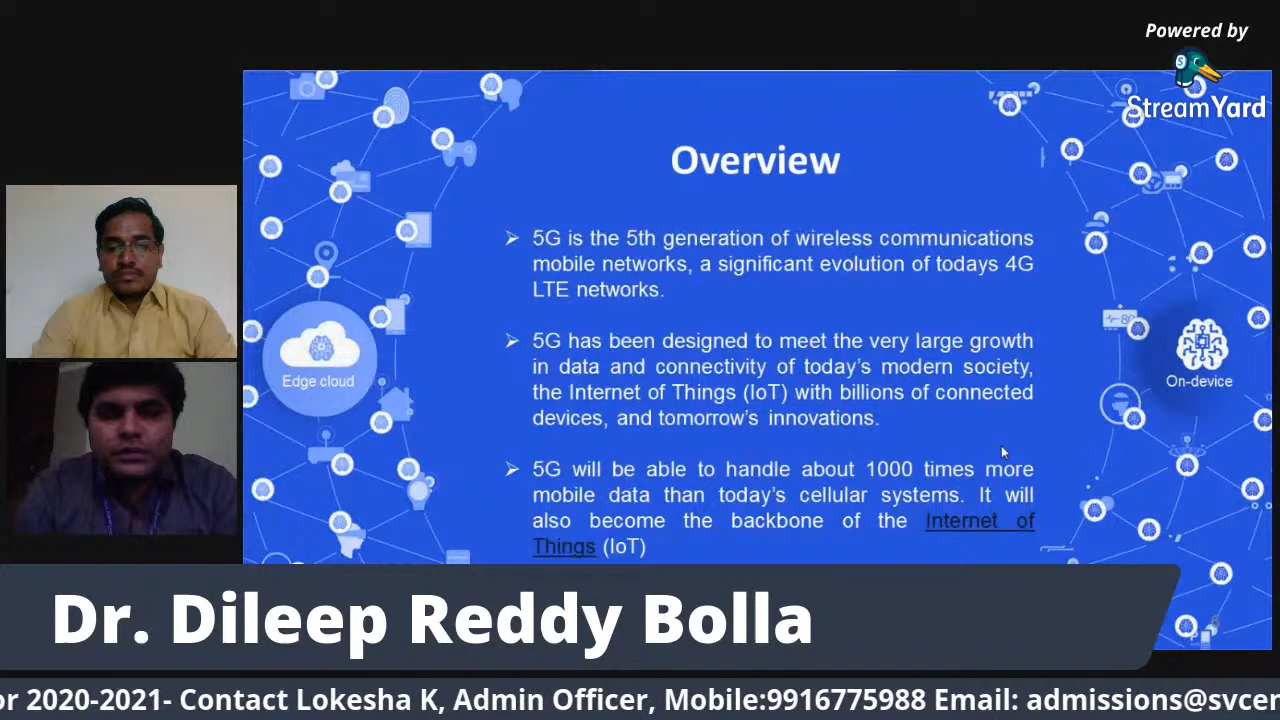 Powered by
StreamYard
Overview
➢ 5G is the 5th generation of wireless communications
mobile networks, a significant evolution of todays 4G
LTE networks.
➢ 5G has been designed to meet the very large growth
in data and connectivity of today’s modern society,
the Internet of Things (IoT) with billions of connected
devices, and tomorrow’s innovations.
➢ 5G will be able to handle about 1000 times more
mobile data than today’s cellular systems. It will
also become the backbone of the Internet of
Things (IoT)
Edge cloud
On-device
Dr. Dileep Reddy Bolla
or 2020-2021- Contact Lokesha K, Admin Officer, Mobile:9916775988 Email: admissions@svcer